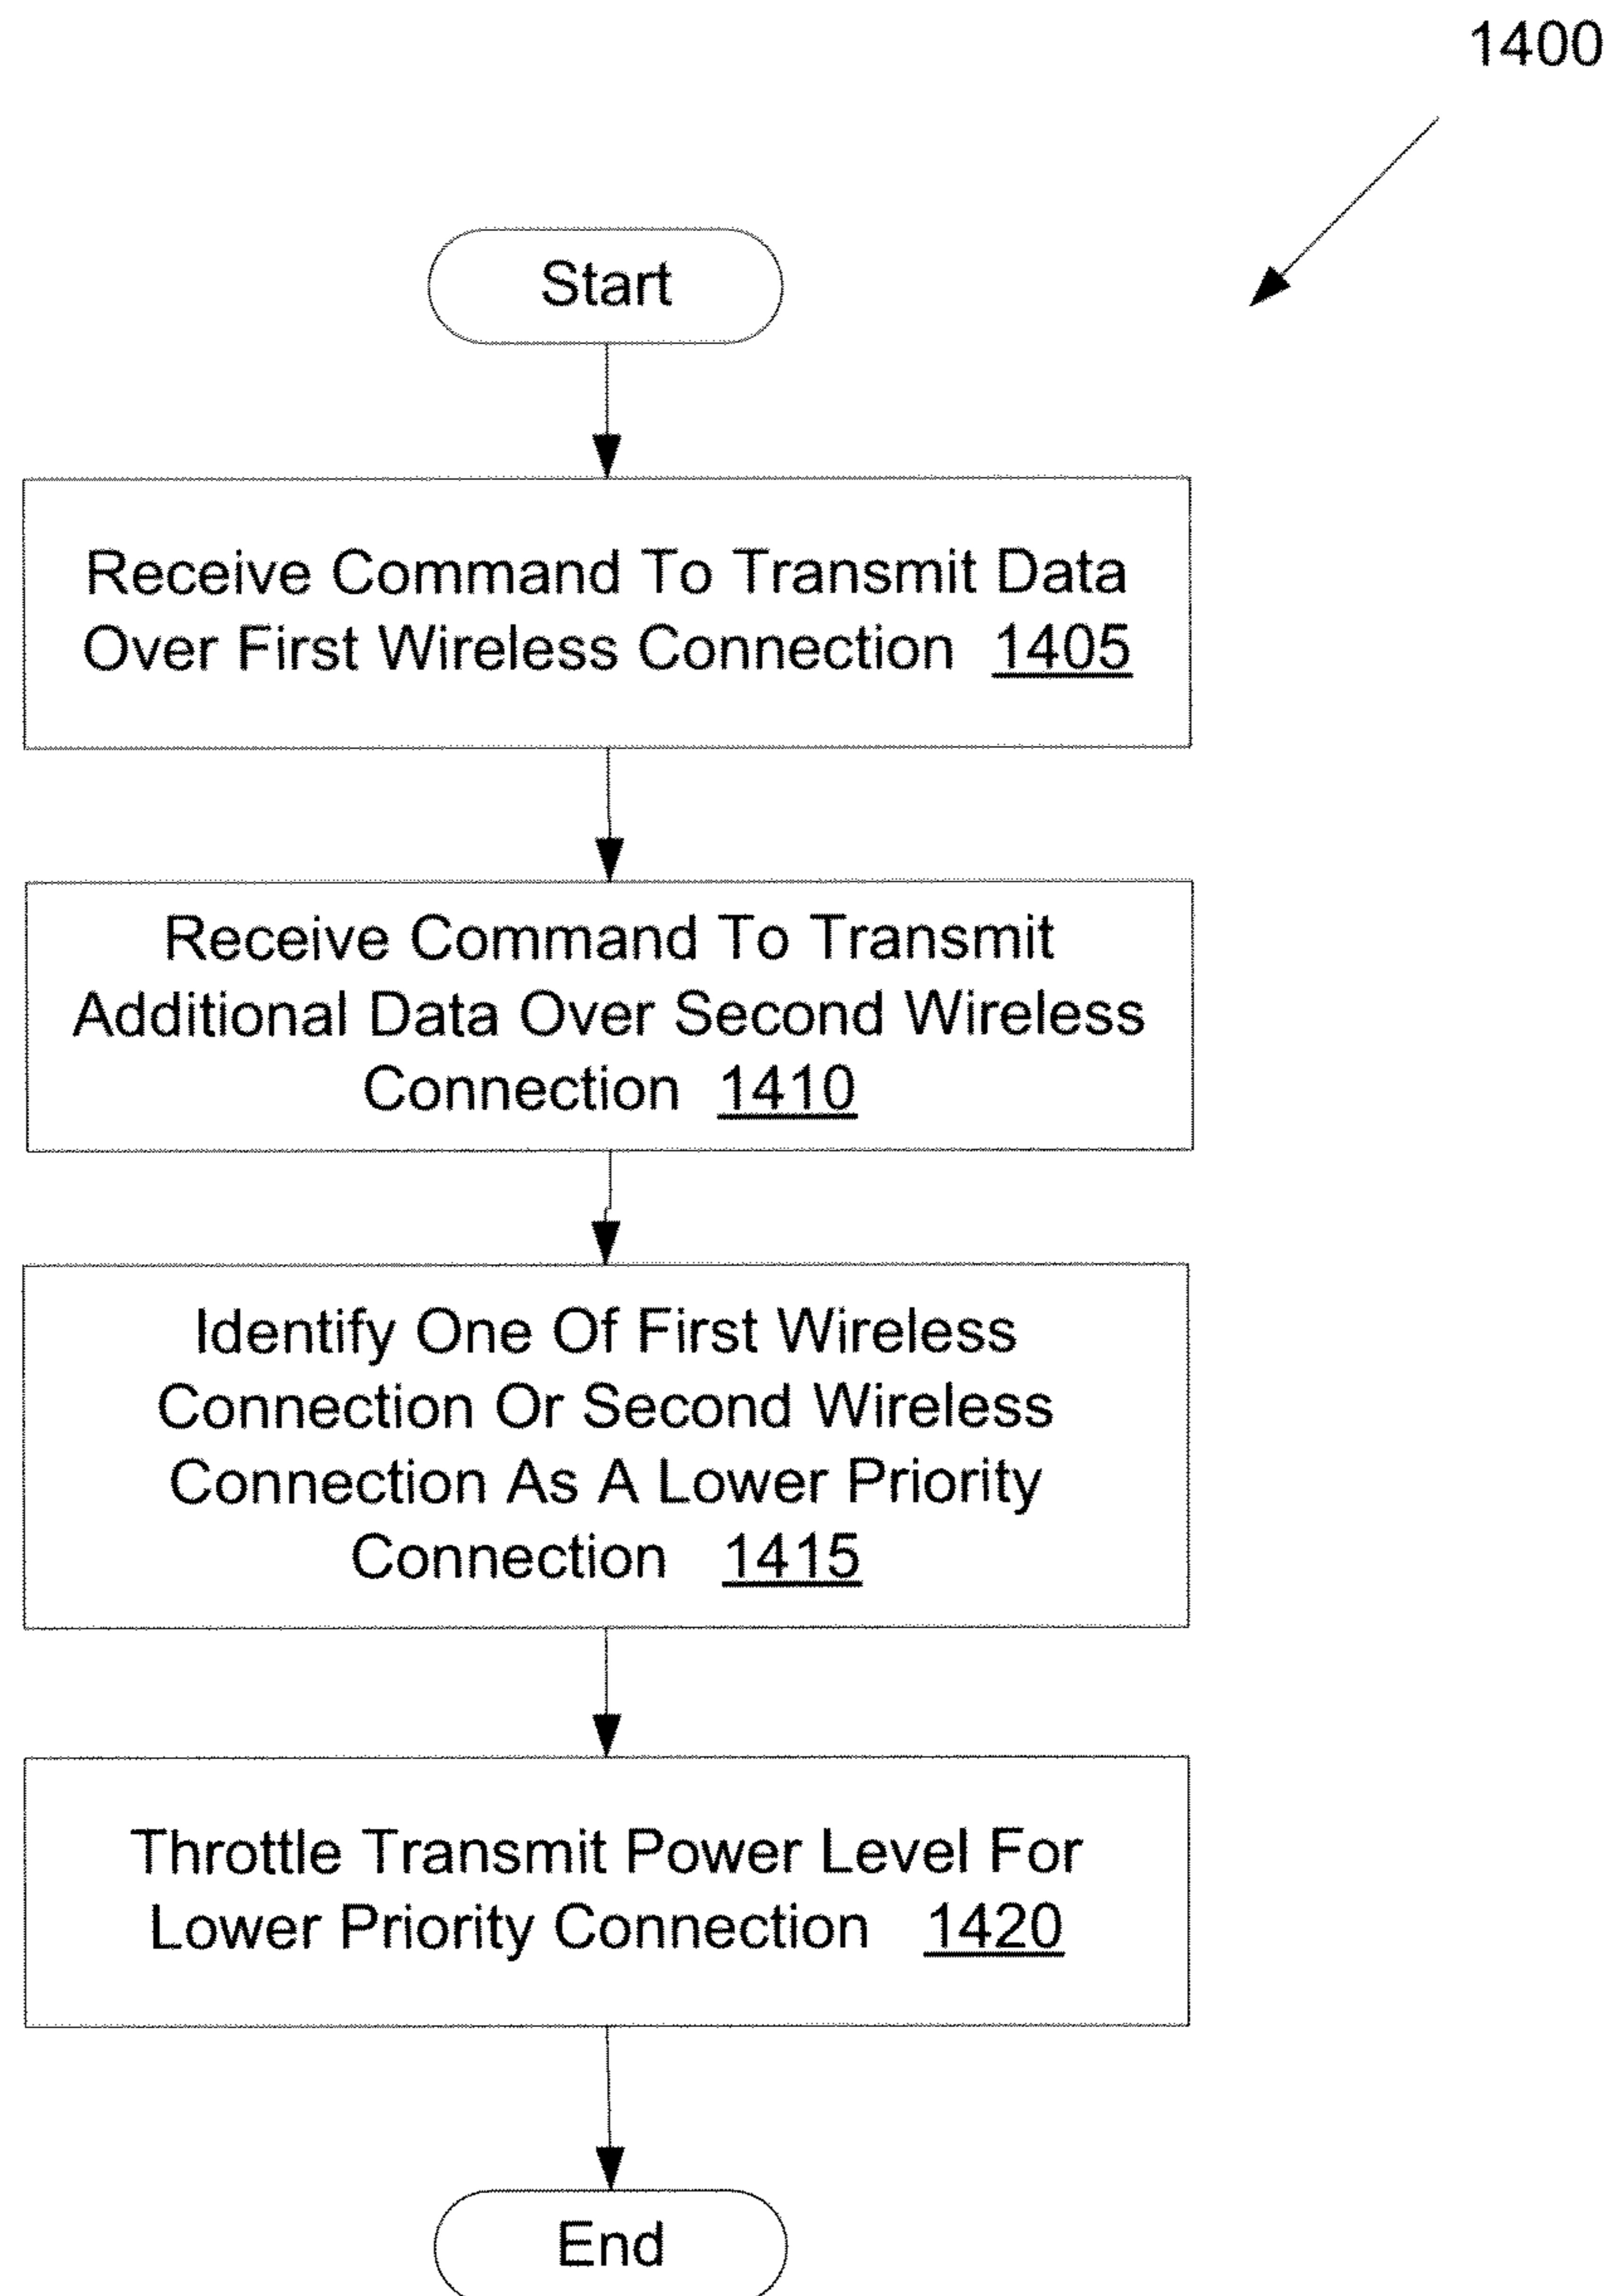 1400
Start
Receive Command To Transmit Data
Over First Wireless Connection 1405
Receive Command To Transmit
Additional Data Over Second Wireless
Connection 1410
Identify One Of First Wireless
Connection Or Second Wireless
Connection As A Lower Priority
Connection 1415
Throttle Transmit Power Level For
Lower Priority Connection 1420
End